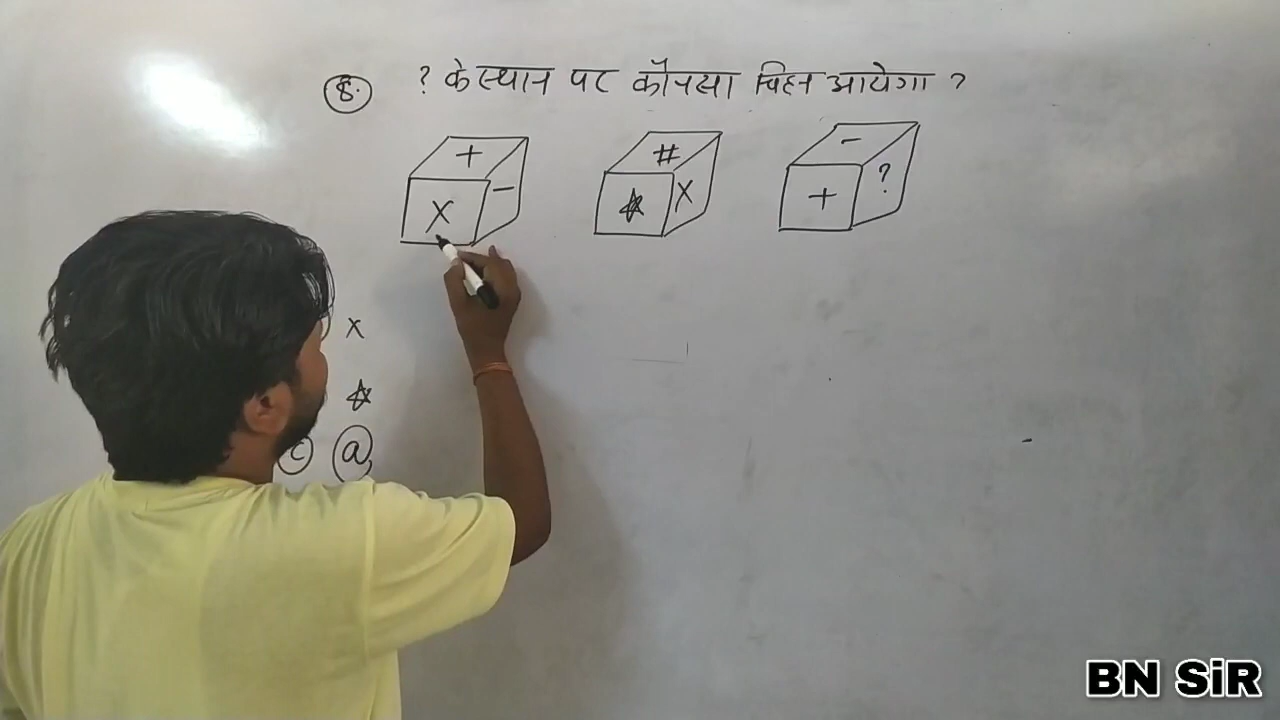 8. ? के स्थान पर कौनसा चिह्न आयेगा ?
+ # -
X - ☆ X + ?
x
☆
(c) @
BN SiR